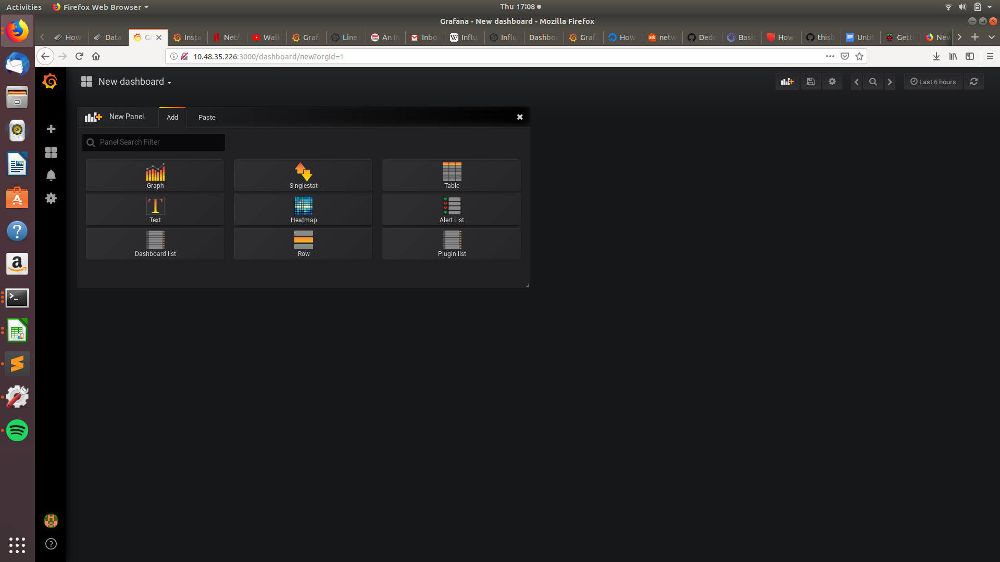 Activities Firefox Web Browser Thu 17:08
Grafana - New dashboard - Mozilla Firefox
How Data Gr Insta Netf Walk Graf Line An In Inbo Influ Influ Dashbo Graf How netw Dedo Basic How thisb Untit Getti New
10.48.35.226:3000/dashboard/new?orgId=1
New dashboard Last 6 hours
New Panel Add Paste
Panel Search Filter
Graph Singlestat Table
Text Heatmap Alert List
Dashboard list Row Plugin list